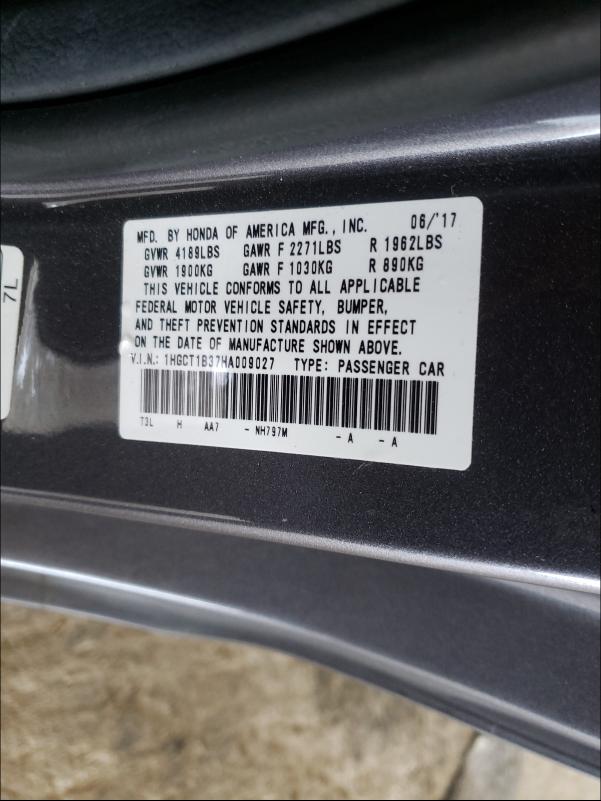 MFD. BY HONDA OF AMERICA MFG., INC. 06/'17
GVWR 4189LBS GAWR F 2271LBS R 1962LBS
GVWR 1900KG GAWR F 1030KG R 890KG
THIS VEHICLE CONFORMS TO ALL APPLICABLE
FEDERAL MOTOR VEHICLE SAFETY, BUMPER,
AND THEFT PREVENTION STANDARDS IN EFFECT
ON THE DATE OF MANUFACTURE SHOWN ABOVE.
V.I.N.: 1HGCT1B37HA009027 TYPE: PASSENGER CAR
T3L H AA7 - NH797M - A - A
7L